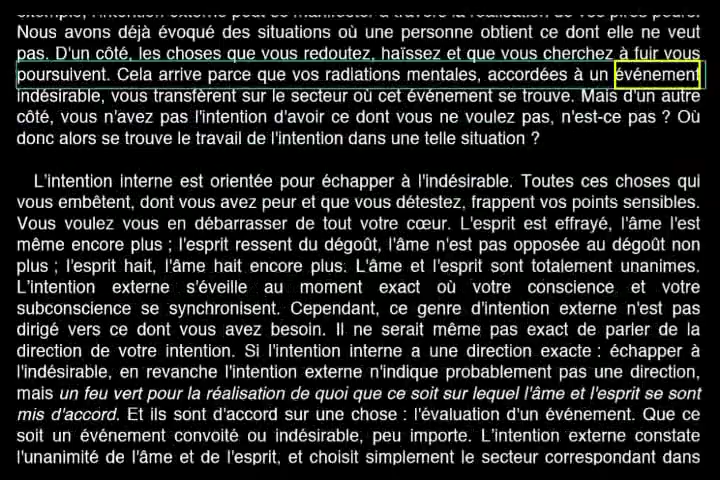 exemple, l'intention externe peut se manifester à travers la réalisation de vos pires peurs.
Nous avons déjà évoqué des situations où une personne obtient ce dont elle ne veut
pas. D'un côté, les choses que vous redoutez, haïssez et que vous cherchez à fuir vous
poursuivent. Cela arrive parce que vos radiations mentales, accordées à un événement
indésirable, vous transfèrent sur le secteur où cet événement se trouve. Mais d'un autre
côté, vous n'avez pas l'intention d'avoir ce dont vous ne voulez pas, n'est-ce pas ? Où
donc alors se trouve le travail de l'intention dans une telle situation ?
L'intention interne est orientée pour échapper à l'indésirable. Toutes ces choses qui
vous embêtent, dont vous avez peur et que vous détestez, frappent vos points sensibles.
Vous voulez vous en débarrasser de tout votre cœur. L'esprit est effrayé, l'âme l'est
même encore plus ; l'esprit ressent du dégoût, l'âme n'est pas opposée au dégoût non
plus ; l'esprit hait, l'âme hait encore plus. L'âme et l'esprit sont totalement unanimes.
L'intention externe s'éveille au moment exact où votre conscience et votre
subconscience se synchronisent. Cependant, ce genre d'intention externe n'est pas
dirigé vers ce dont vous avez besoin. Il ne serait même pas exact de parler de la
direction de votre intention. Si l'intention interne a une direction exacte : échapper à
l'indésirable, en revanche l'intention externe n'indique probablement pas une direction,
mais un feu vert pour la réalisation de quoi que ce soit sur lequel l'âme et l'esprit se sont
mis d'accord. Et ils sont d'accord sur une chose : l'évaluation d'un événement. Que ce
soit un événement convoité ou indésirable, peu importe. L'intention externe constate
l'unanimité de l'âme et de l'esprit, et choisit simplement le secteur correspondant dans